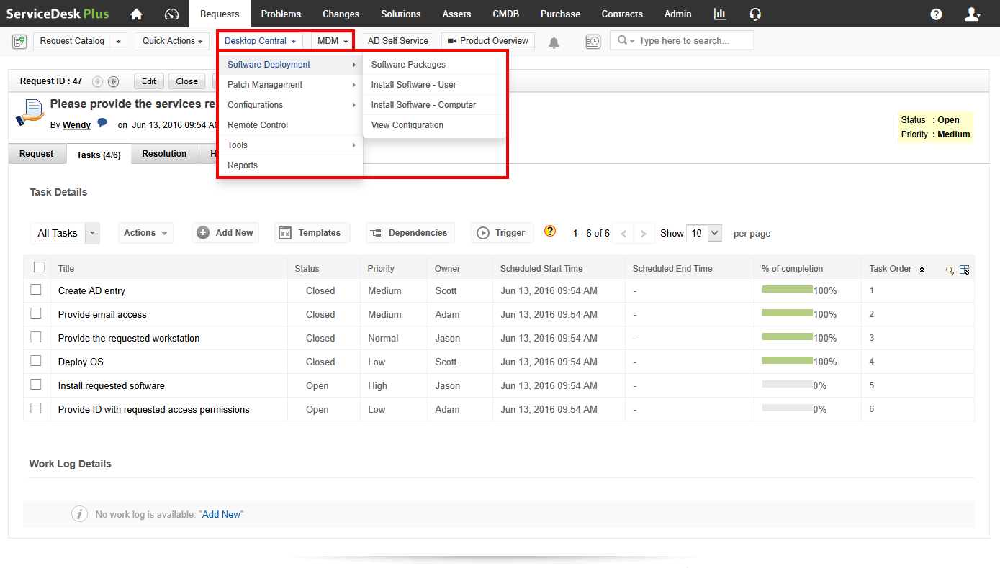 ServiceDesk Plus Requests Problems Changes Solutions Assets CMDB Purchase Contracts Admin ?
Request Catalog Quick Actions Desktop Central MDM AD Self Service Product Overview Type here to search...
Software Deployment Software Packages
Request ID : 47 Edit Close Patch Management Install Software - User
Please provide the services re Configurations Install Software - Computer
By Wendy on Jun 13, 2016 09:54 Remote Control View Configuration
Status : Open
Priority : Medium
Tools
Request Tasks (4/6) Resolution H
Reports
Task Details
All Tasks Actions Add New Templates Dependencies Trigger ? 1 - 6 of 6 < > Show 10 per page
Title Status Priority Owner Scheduled Start Time Scheduled End Time % of completion Task Order
Create AD entry Closed Medium Scott Jun 13, 2016 09:54 AM - 100% 1
Provide email access Closed Medium Adam Jun 13, 2016 09:54 AM - 100% 2
Provide the requested workstation Closed Normal Jason Jun 13, 2016 09:54 AM - 100% 3
Deploy OS Closed Low Scott Jun 13, 2016 09:54 AM - 100% 4
Install requested software Open High Jason Jun 13, 2016 09:54 AM - 0% 5
Provide ID with requested access permissions Open Low Adam Jun 13, 2016 09:54 AM - 0% 6
Work Log Details
i No work log is available. "Add New"